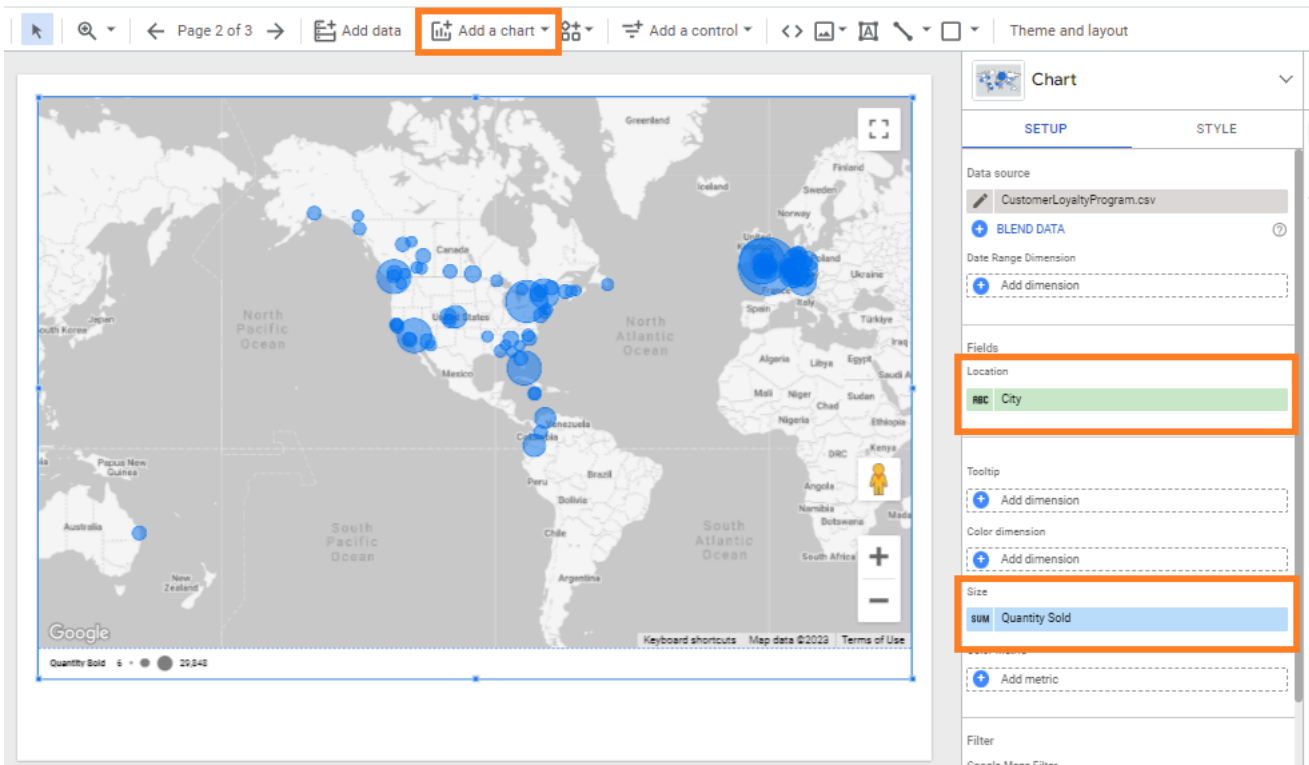 Page 2 of 3
Add data
Add a chart
Add a control
Theme and layout
Chart
SETUP
STYLE
Data source
CustomerLoyaltyProgram.csv
BLEND DATA
Date Range Dimension
Add dimension
Fields
Location
ABC City
Tooltip
Add dimension
Color dimension
Add dimension
Size
SUM Quantity Sold
Add metric
Filter
Greenland
Iceland
Finland
Sweden
Norway
Canada
Ukraine
France
Italy
Spain
Türkiye
Japan
outh Korea
North
Pacific
Ocean
United States
North
Atlantic
Ocean
Iraq
Algeria
Libya
Egypt
Saudi A
Mexico
Mali
Niger
Sudan
Chad
Nigeria
Ethiopia
Venezuela
Colombia
DRC
Kenya
Papua New
Guinea
Peru
Brazil
Angola
Bolivia
Namibia
Botswana
Mada
Australia
South
Pacific
Ocean
Chile
South
Atlantic
Ocean
South Africa
New
Zealand
Argentina
Google
Keyboard shortcuts
Map data ©2023
Terms of Use
Quantity Sold 6 29,848